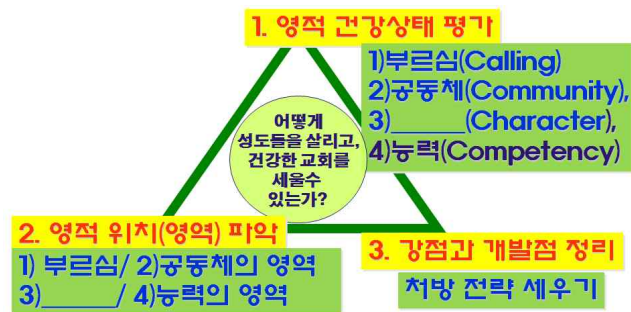 1. 영적 건강상태 평가
1)부르심(Calling)
2)공동체(Community),
3)_____(Character),
4)능력(Competency)
어떻게
성도들을 살리고,
건강한 교회를
세울수
있는가?
2. 영적 위치(영역) 파악
1) 부르심/ 2)공동체의 영역
3)_____/ 4)능력의 영역
3. 강점과 개발점 정리
처방 전략 세우기